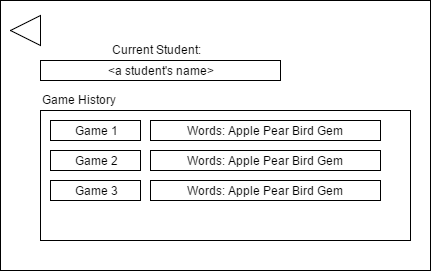 Current Student:
<a student's name>
Game History
Game 1 Words: Apple Pear Bird Gem
Game 2 Words: Apple Pear Bird Gem
Game 3 Words: Apple Pear Bird Gem